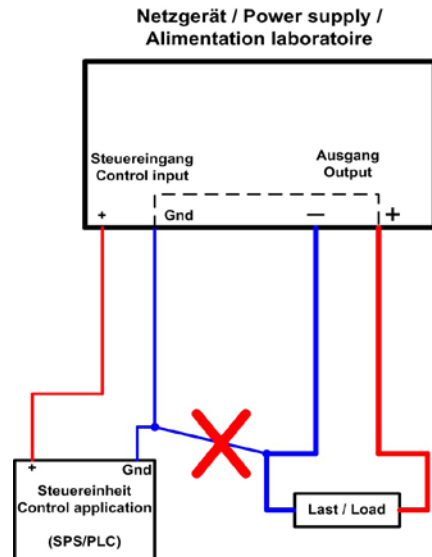 Netzgerät / Power supply /
Alimentation laboratoire
Steuereingang
Control input
Ausgang
Output
+
Gnd
—
+
+
Gnd
Steuereinheit
Control application
(SPS/PLC)
Last / Load